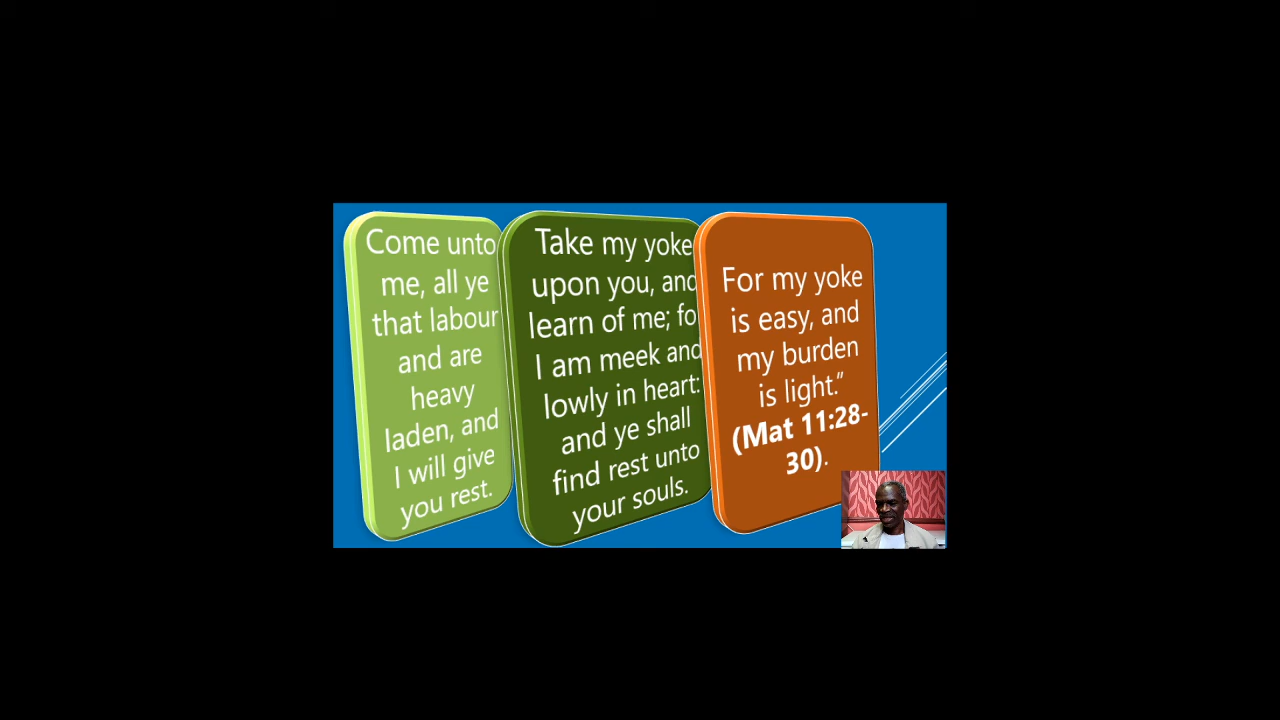 Come unto
me, all ye
that labour
and are
heavy
laden, and
I will give
you rest.
Take my yoke
upon you, and
learn of me; fo
I am meek and
lowly in heart:
and ye shall
find rest unto
your souls.
For my yoke
is easy, and
my burden
is light.”
(Mat 11:28-
30).